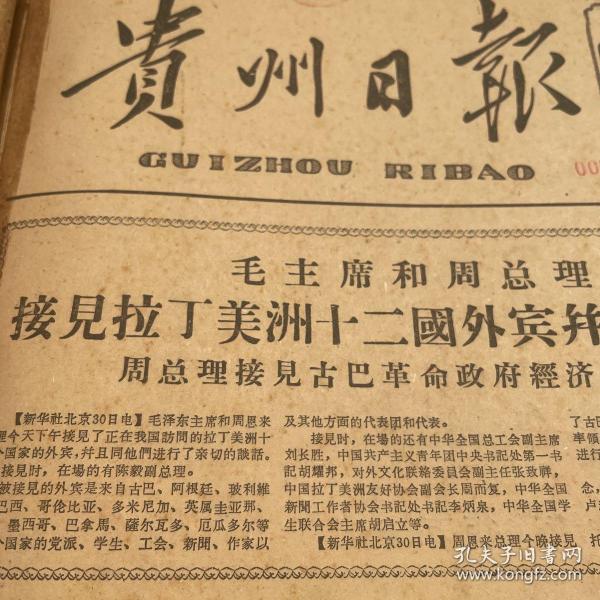 貴州日報
GUIZHOU RIBAO
00
毛主席和周总理
接見拉丁美洲十二國外宾幷
周总理接見古巴革命政府經济
【新华社北京30日电】毛泽东主席和周恩来
理今天下午接見了正在我国訪問的拉丁美洲十
个国家的外宾，幷且同他們进行了亲切的談話。
接見时，在場的有陈毅副总理。
被接見的外宾是来自古巴、阿根廷、玻利維
巴西、哥伦比亚、多米尼加、英属圭亚那、
墨西哥、巴拿馬、薩尔瓦多、厄瓜多尔等
个国家的党派、学生、工会、新聞、作家以
及其他方面的代表团和代表。
接見时，在場的还有中华全国总工会副主席
刘长胜，中国共产主义青年团中央书記处第一书
記胡耀邦，对外文化联絡委员会副主任张致祥，
中国拉丁美洲友好协会副会长周而复，中华全国
新聞工作者协会书記处书記李炳泉，中华全国学
生联合会主席胡启立等。
【新华社北京30日电】周恩来总理今晚接見
了古巴
率领
进行
念，
卢
托
孔夫子旧書网
www.kongfz.com